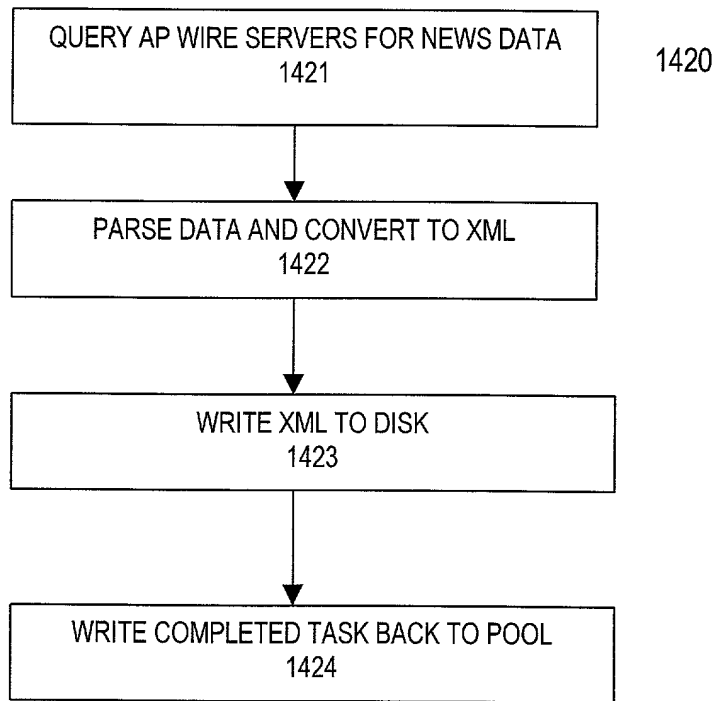 QUERY AP WIRE SERVERS FOR NEWS DATA
1421
1420
PARSE DATA AND CONVERT TO XML
1422
WRITE XML TO DISK
1423
WRITE COMPLETED TASK BACK TO POOL
1424